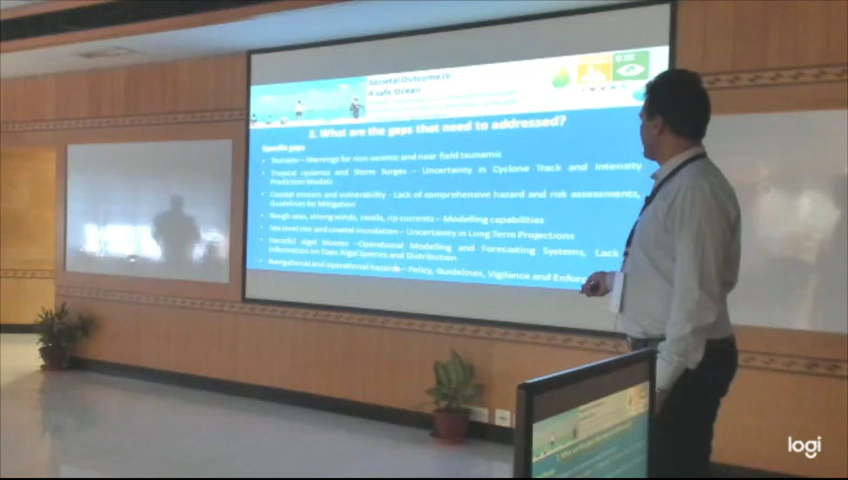 Societal Outcome IV:
A safe Ocean
3. What are the gaps that need to addressed?
Specific gaps
• Tsunami – Warnings for non-seismic and near field tsunamis
• Tropical cyclones and Storm Surges – Uncertainty in Cyclone Track and Intensity
Prediction Models
• Coastal erosion and vulnerability - Lack of comprehensive hazard and risk assessments,
Guidelines for Mitigation
• Rough seas, strong winds, swells, rip currents – Modelling capabilities
• Sea level rise and coastal inundation – Uncertainty in Long Term Projections
• Harmful algal blooms –Operational Modelling and Forecasting Systems, Lack
Information on Toxic Algal Species and Distribution
• Navigational and operational hazards – Policy, Guidelines, Vigilance and Enfor
logi